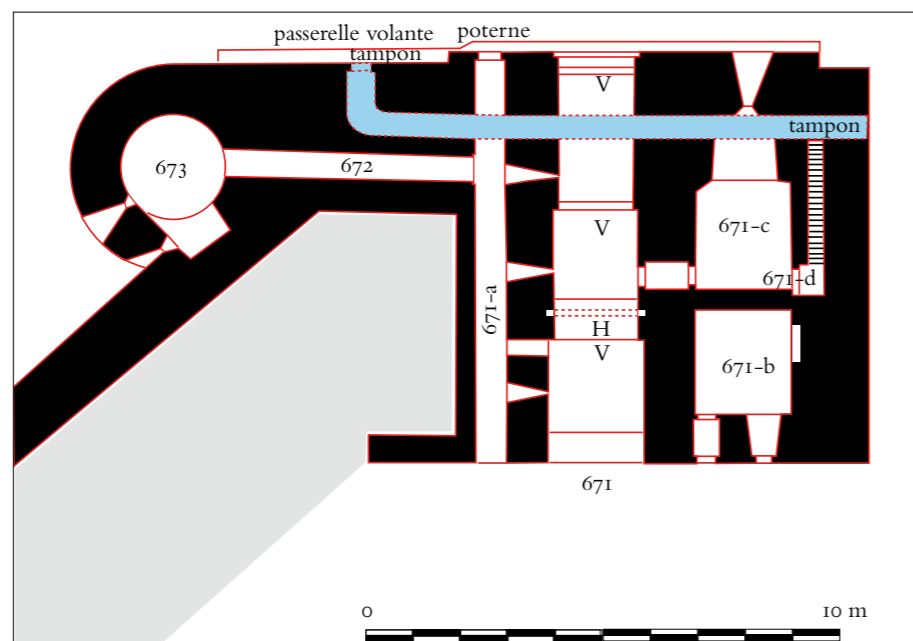 passerelle volante
poterne
tampon
V
tampon
673
672
V
671-c
671-d
671-a
H
V
671-b
671
0
10 m